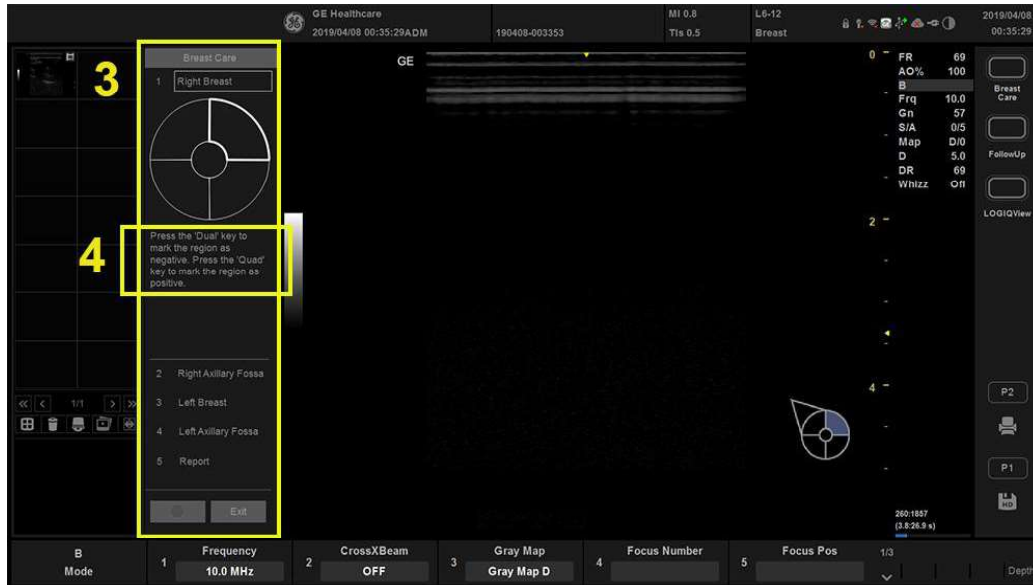 GE Healthcare
2019/04/08 00:35:29ADM
190408-003353
MI 0.8
TIs 0.5
L6-12
Breast
2019/04/08
00:35:29
3
Breast Care
1 Right Breast
4
Press the 'Dual' key to
mark the region as
negative. Press the 'Quad'
key to mark the region as
positive.
2 Right Axillary Fossa
3 Left Breast
4 Left Axillary Fossa
5 Report
Exit
1/1
GE
0
2
4
FR 69
AO% 100
B
Frq 10.0
Gn 57
S/A 0/5
Map D/0
D 5.0
DR 69
Whizz Off
260:1857
(3.8:26.9 s)
Breast
Care
FollowUp
LOGIQView
P2
P1
HD
B
Mode
1 Frequency
10.0 MHz
2 CrossXBeam
OFF
3 Gray Map
Gray Map D
4 Focus Number
5 Focus Pos
1/3
Depth